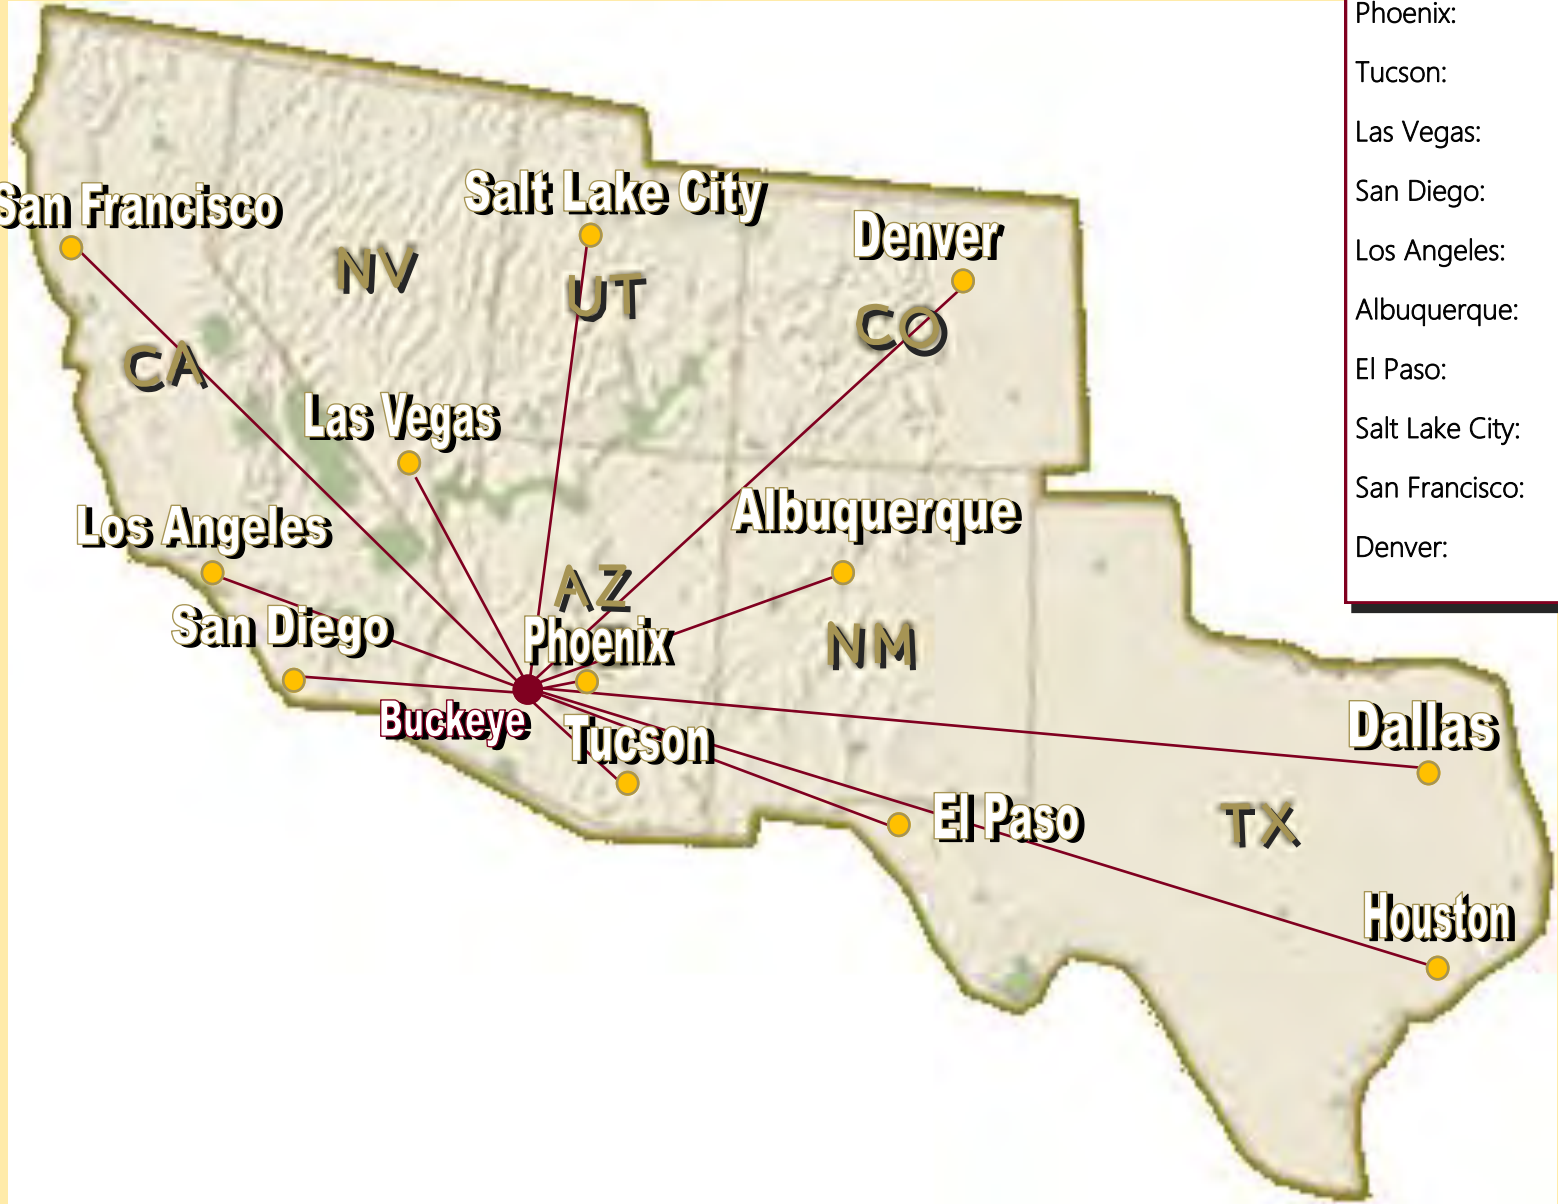 Phoenix:
Tucson:
Las Vegas:
San Diego:
Los Angeles:
Albuquerque:
El Paso:
Salt Lake City:
San Francisco:
Denver:
San Francisco
Salt Lake City
Denver
NV
UT
CO
CA
Las Vegas
Los Angeles
Albuquerque
AZ
San Diego
Phoenix
NM
Buckeye
Tucson
Dallas
El Paso
TX
Houston